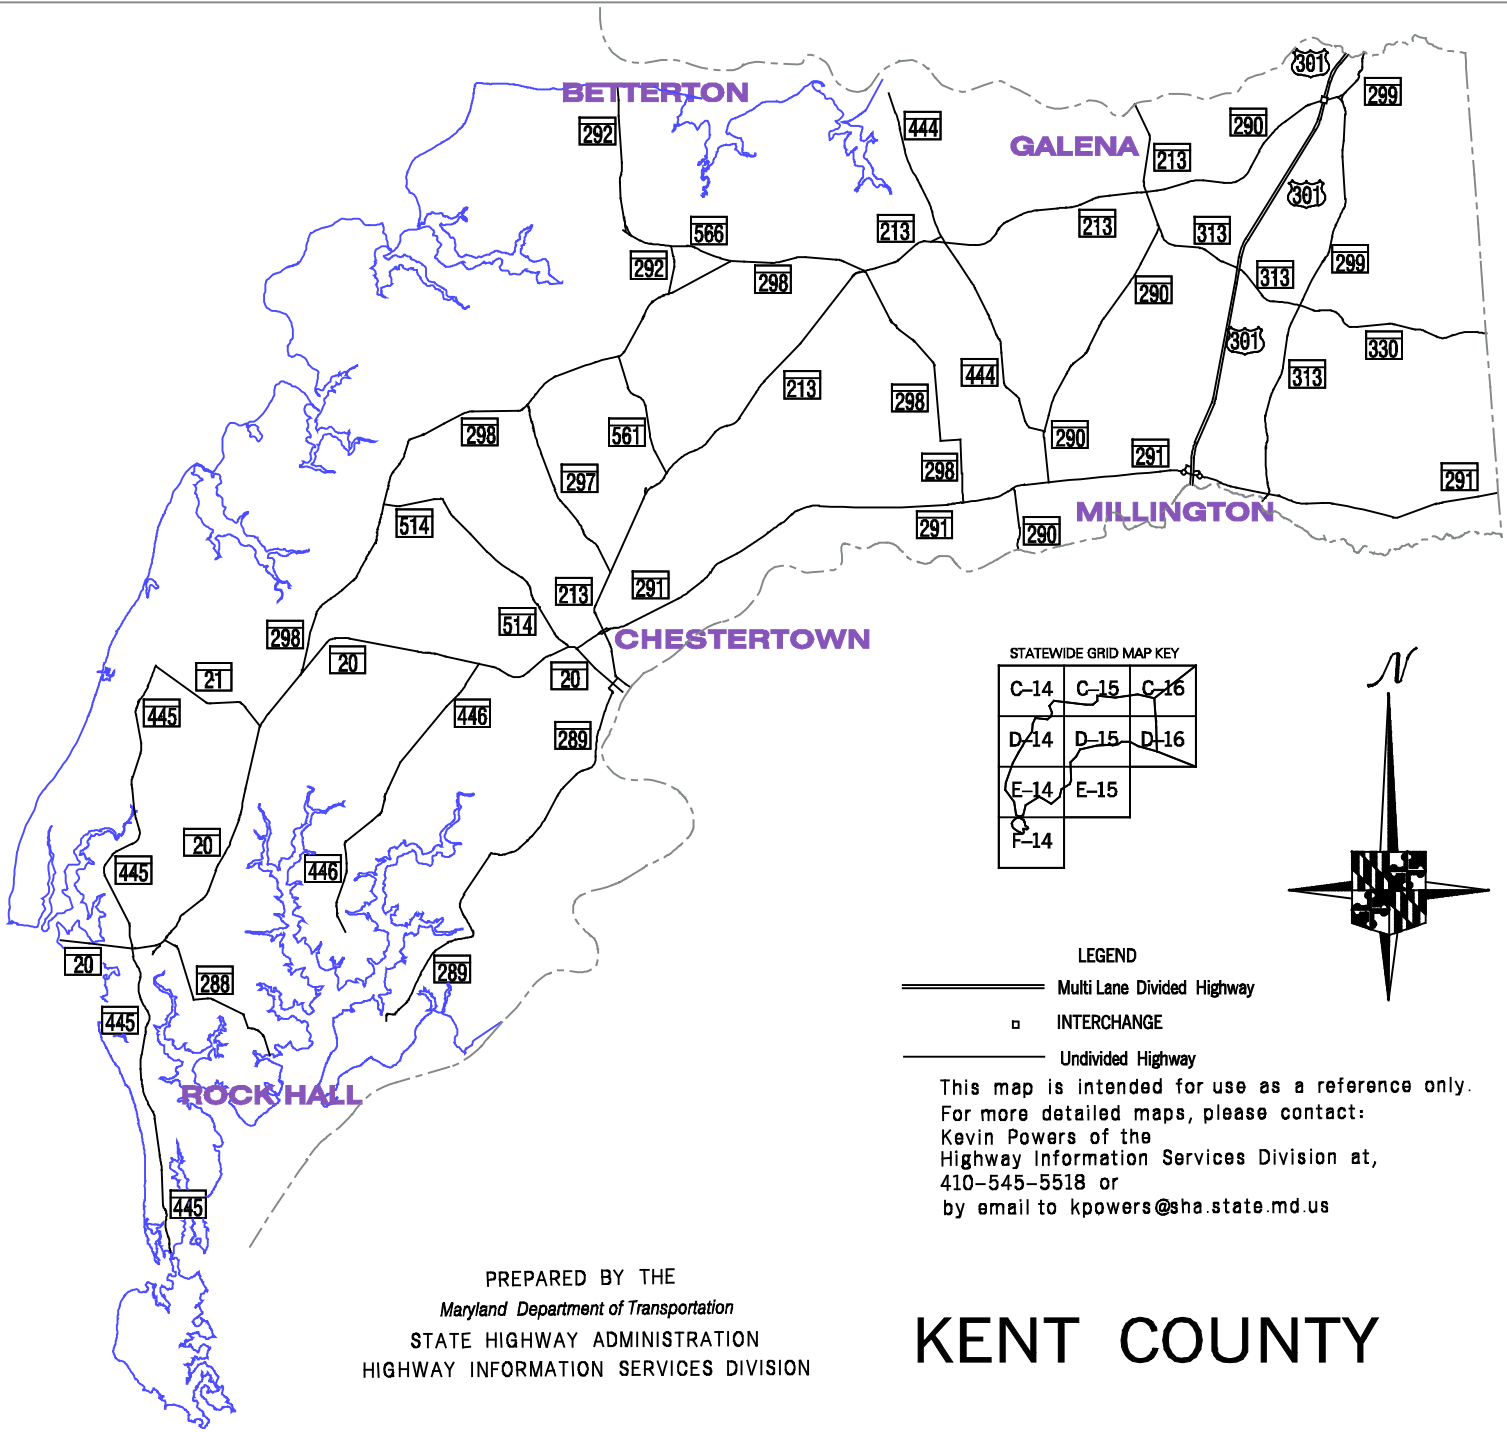 301
299
BETTERTON
290
292
444
GALENA
213
301
566
213
213
313
292
298
290
313
299
301
330
213
444
298
313
298
561
290
291
297
298
291
514
291
290
MILLINGTON
213
291
514
298
CHESTERTOWN
20
21
20
445
446
289
STATEWIDE GRID MAP KEY
C-14 C-15 C-16
D-14 D-15 D-16
E-14 E-15
F-14
N
20
445
446
20
288
289
445
ROCK HALL
445
LEGEND
Multi Lane Divided Highway
INTERCHANGE
Undivided Highway
This map is intended for use as a reference only.
For more detailed maps, please contact:
Kevin Powers of the
Highway Information Services Division at,
410-545-5518 or
by email to kpowers@sha.state.md.us
PREPARED BY THE
Maryland Department of Transportation
STATE HIGHWAY ADMINISTRATION
HIGHWAY INFORMATION SERVICES DIVISION
KENT COUNTY